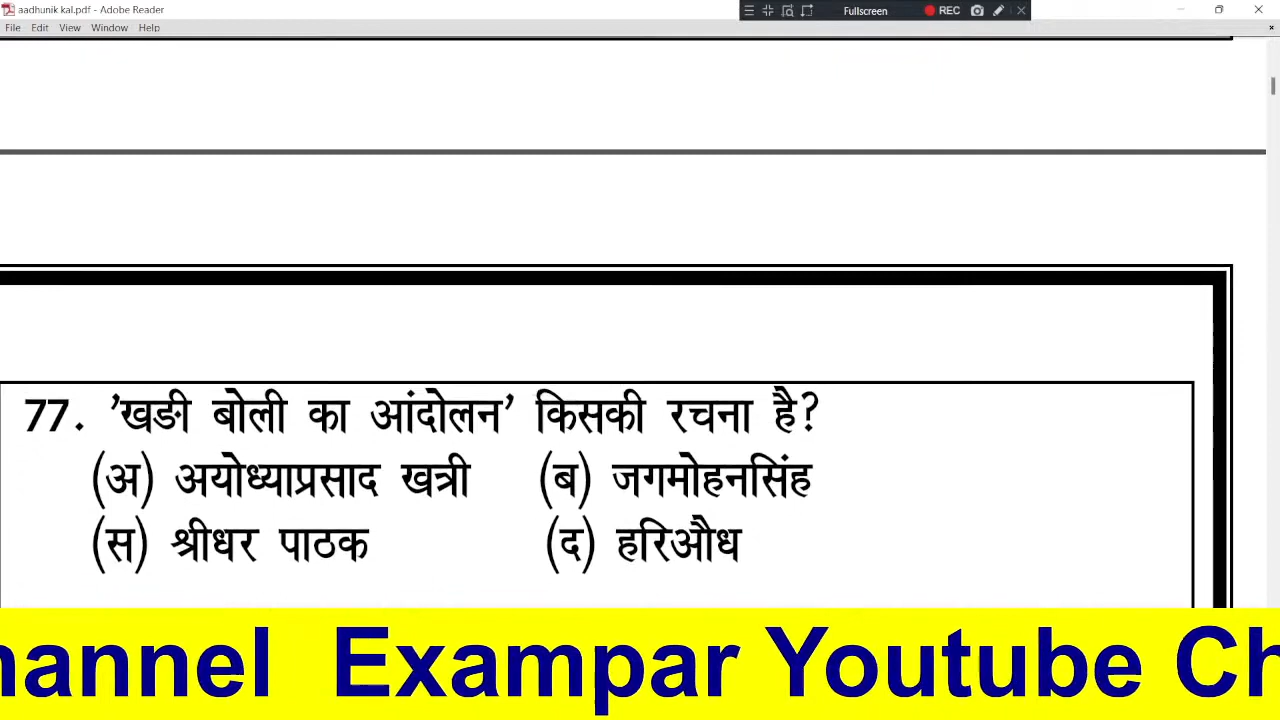 aadhunik kal.pdf - Adobe Reader
Fullscreen REC
File Edit View Window Help
77. 'खङी बोली का आंदोलन' किसकी रचना है?
(अ) अयोध्याप्रसाद खत्री (ब) जगमोहनसिंह
(स) श्रीधर पाठक (द) हरिऔध
hannel Exampar Youtube Ch